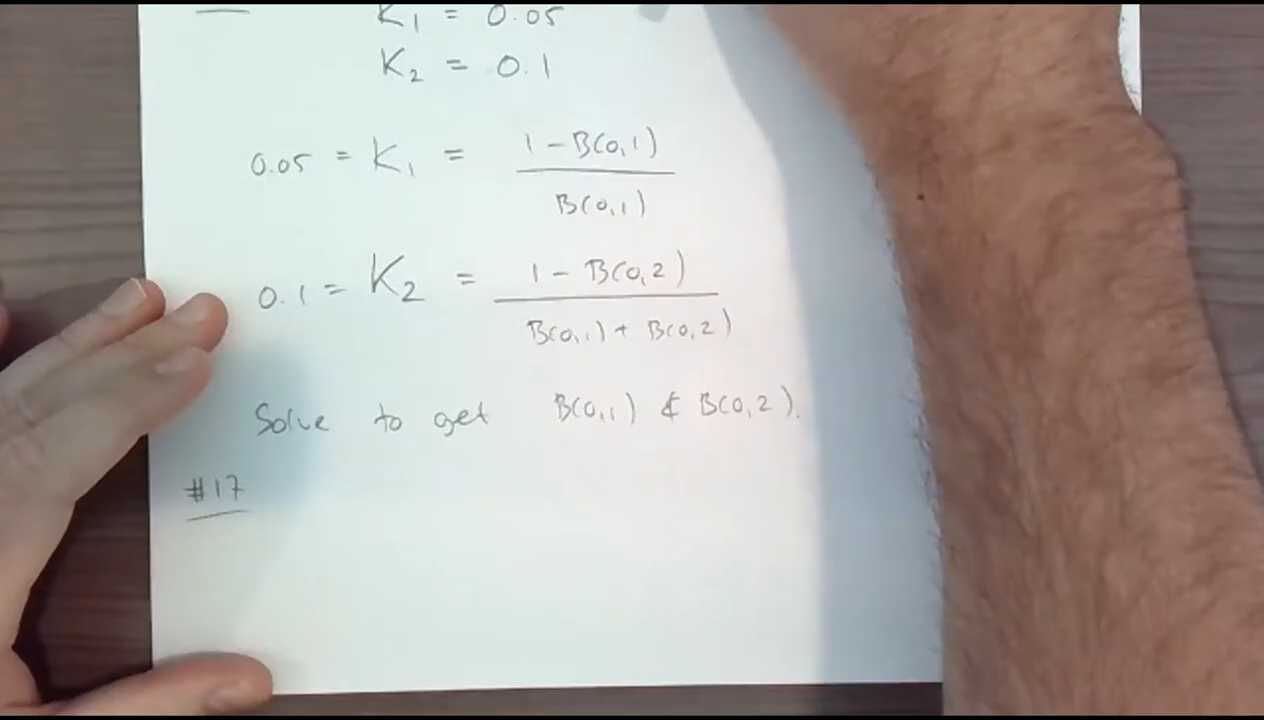 K₁ = 0.05
K₂ = 0.1
0.05 = K₁ = (1 - B(0,1)) / B(0,1)
0.1 = K₂ = (1 - B(0,2)) / (B(0,1) + B(0,2))
Solve to get B(0,1) & B(0,2).
#17